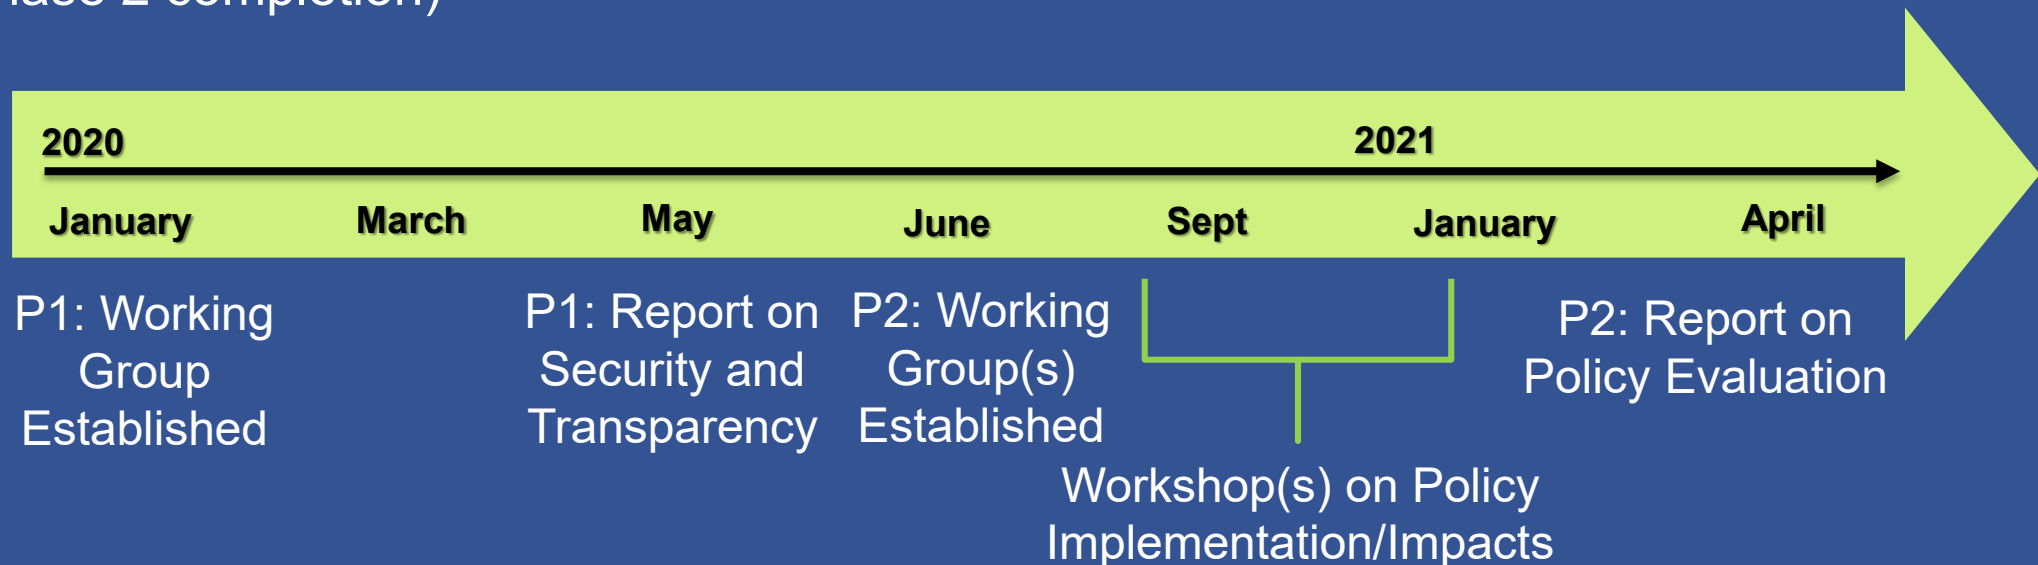 completion)
2020
2021
January March May June Sept January April
P1: Working
Group
Established
P1: Report on
Security and
Transparency
P2: Working
Group(s)
Established
P2: Report on
Policy Evaluation
Workshop(s) on Policy
Implementation/Impacts